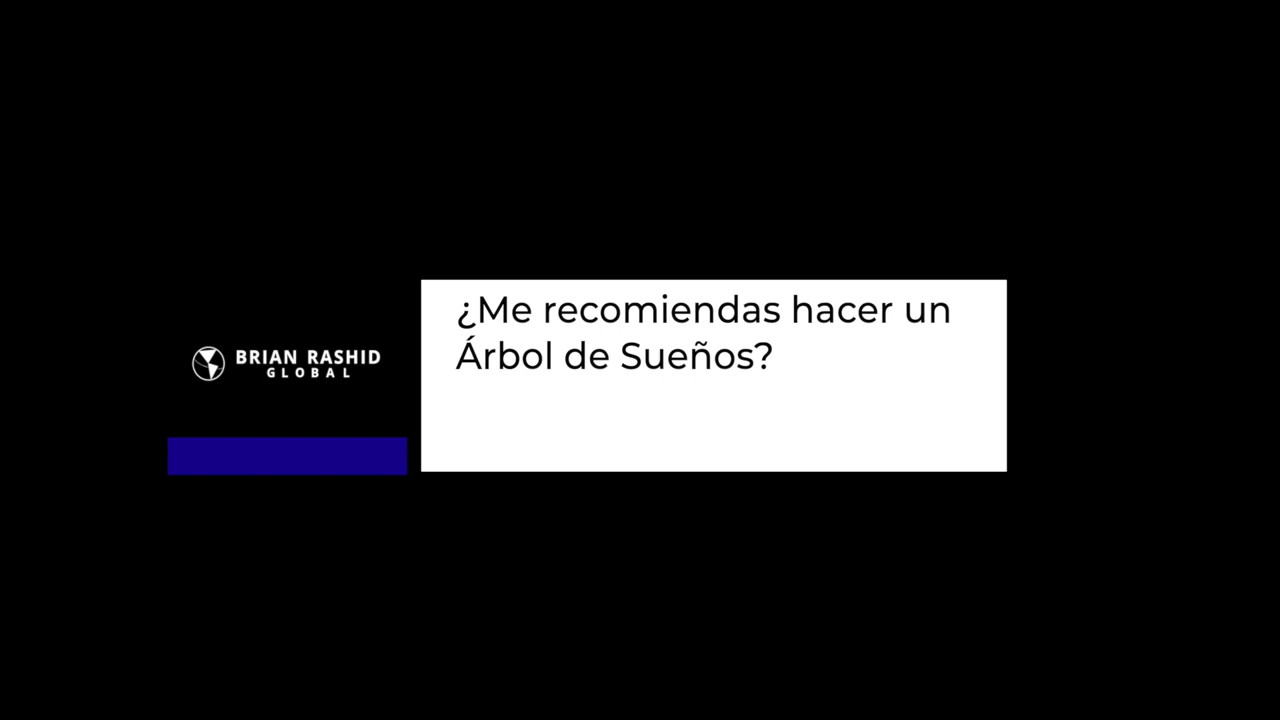 BRIAN RASHID
GLOBAL
¿Me recomiendas hacer un
Árbol de Sueños?